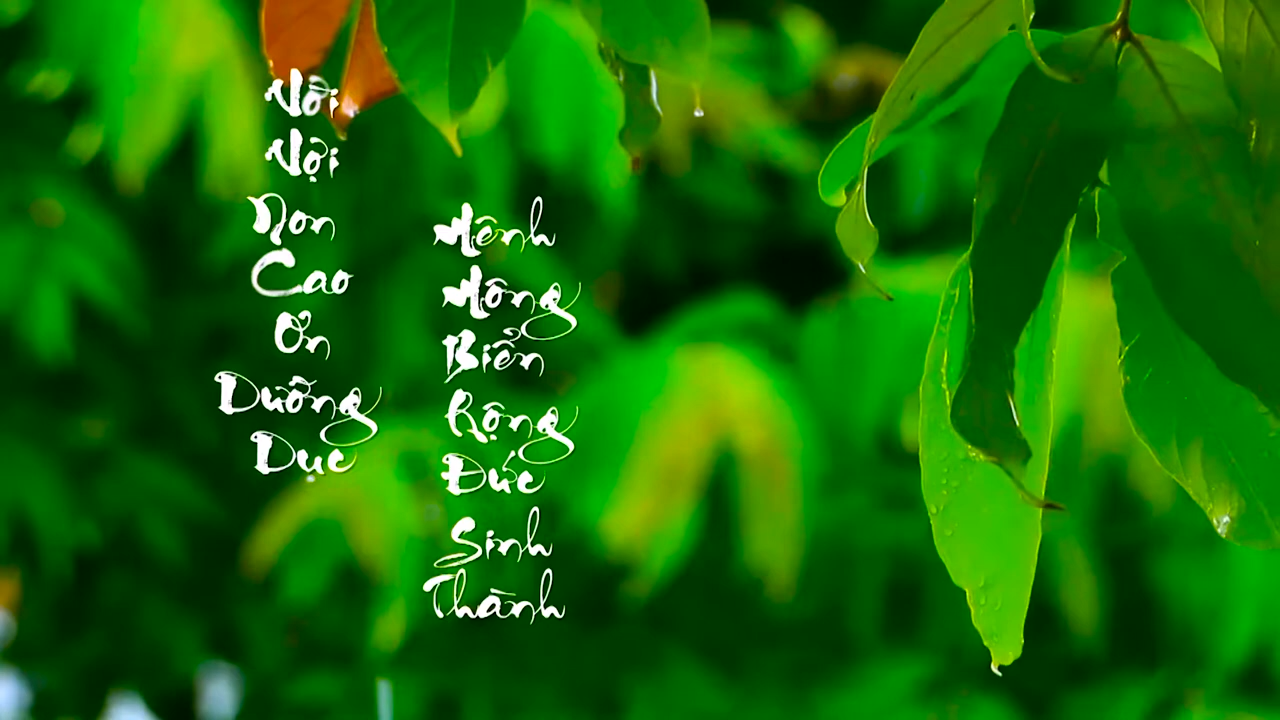 Vời
Vợi
Non
Cao
Ơn
Dưỡng
Dục
Mênh
Mông
Biển
Rộng
Đức
Sinh
Thành